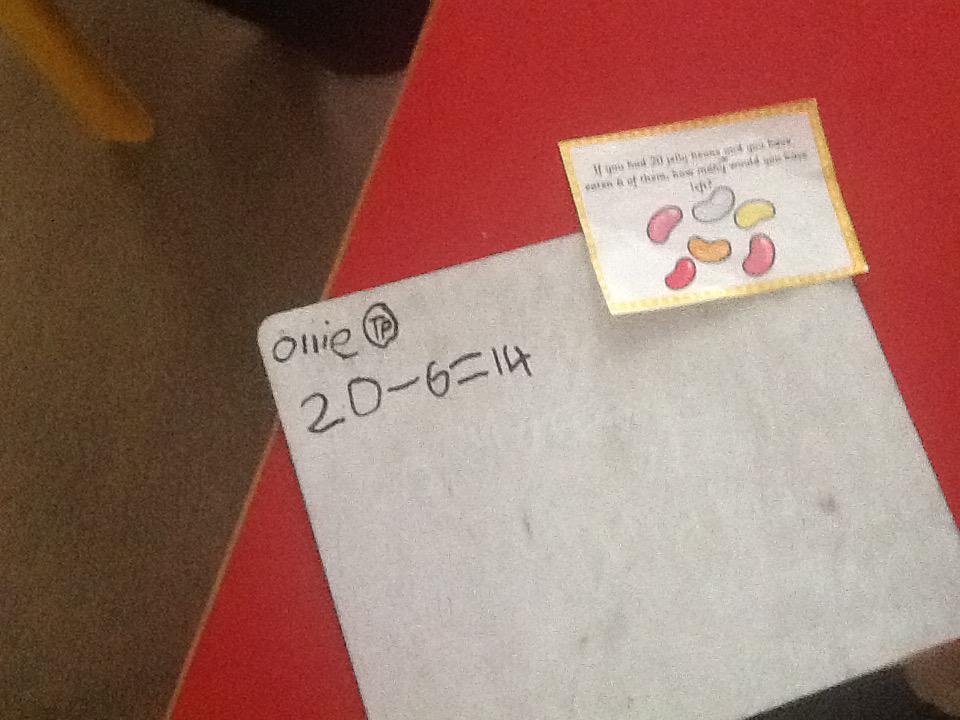 If you had 20 jelly beans and you have
eaten 6 of them, how many would you have
left?
Ollie TP
20-6=14